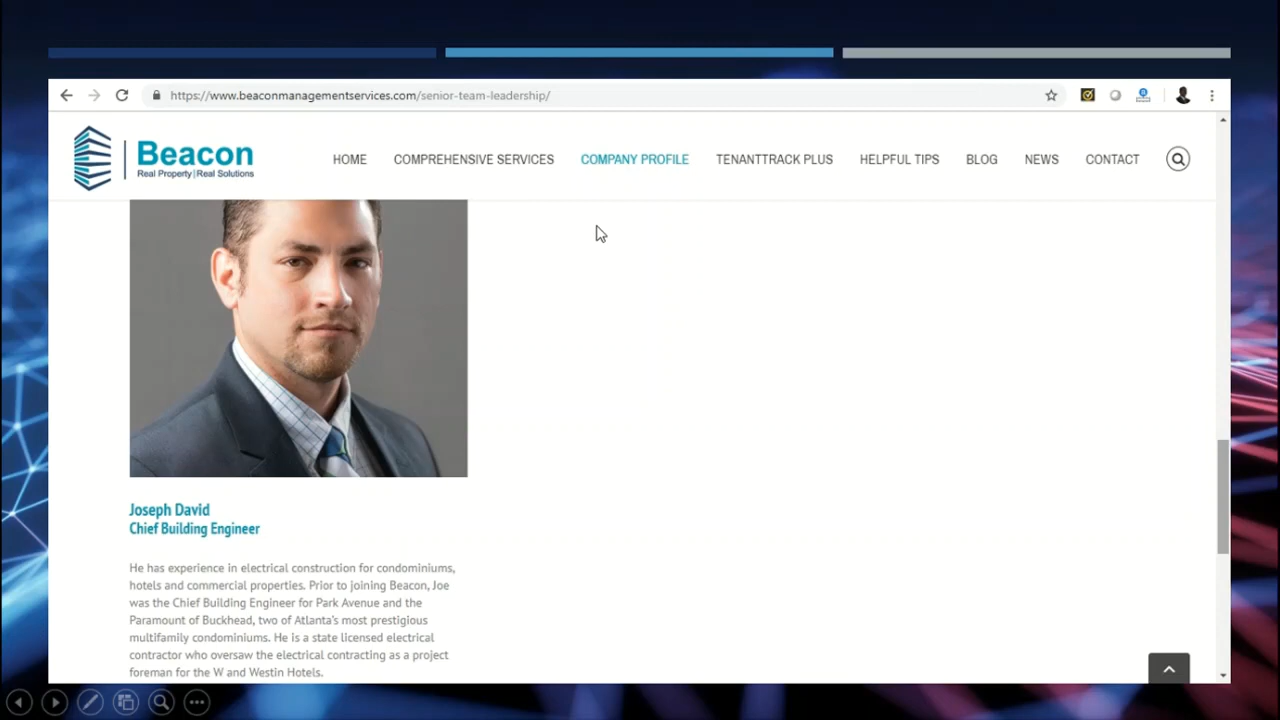 https://www.beaconmanagementservices.com/senior-team-leadership/
Beacon
Real Property|Real Solutions
HOME COMPREHENSIVE SERVICES COMPANY PROFILE TENANTTRACK PLUS HELPFUL TIPS BLOG NEWS CONTACT
Joseph David
Chief Building Engineer
He has experience in electrical construction for condominiums,
hotels and commercial properties. Prior to joining Beacon, Joe
was the Chief Building Engineer for Park Avenue and the
Paramount of Buckhead, two of Atlanta's most prestigious
multifamily condominiums. He is a state licensed electrical
contractor who oversaw the electrical contracting as a project
foreman for the W and Westin Hotels.